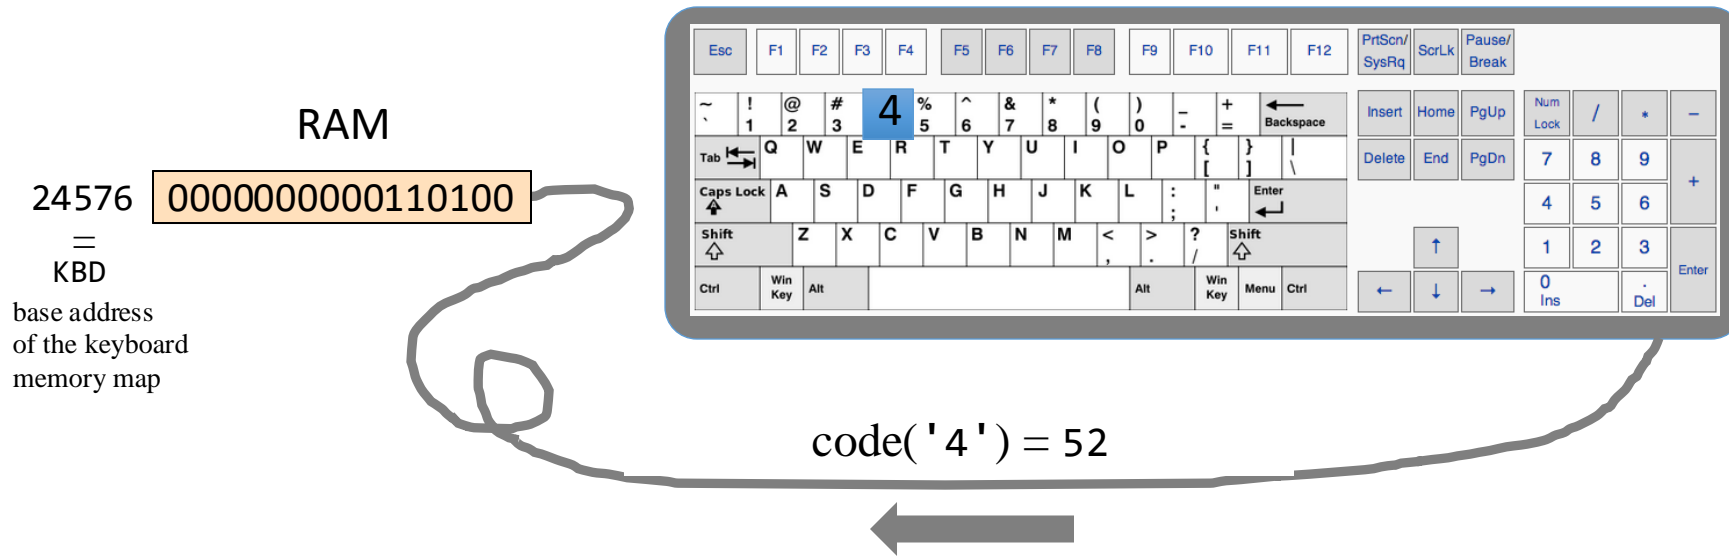 RAM
24576 0000000000110100
=
KBD
base address
of the keyboard
memory map
Esc F1 F2 F3 F4 F5 F6 F7 F8 F9 F10 F11 F12 PrtScn/ SysRq ScrLk Pause/ Break
~ ` ! 1 @ 2 # 3 4 % 5 ^ 6 & 7 * 8 ( 9 ) 0 _ - + = Backspace Insert Home PgUp Num Lock / * -
Tab Q W E R T Y U I O P { [ } ] | \ Delete End PgDn 7 8 9 +
Caps Lock A S D F G H J K L : ; " ' Enter 4 5 6
Shift Z X C V B N M < , > . ? / Shift ↑ 1 2 3 Enter
Ctrl Win Key Alt Alt Win Key Menu Ctrl ← ↓ → 0 Ins . Del
code('4') = 52